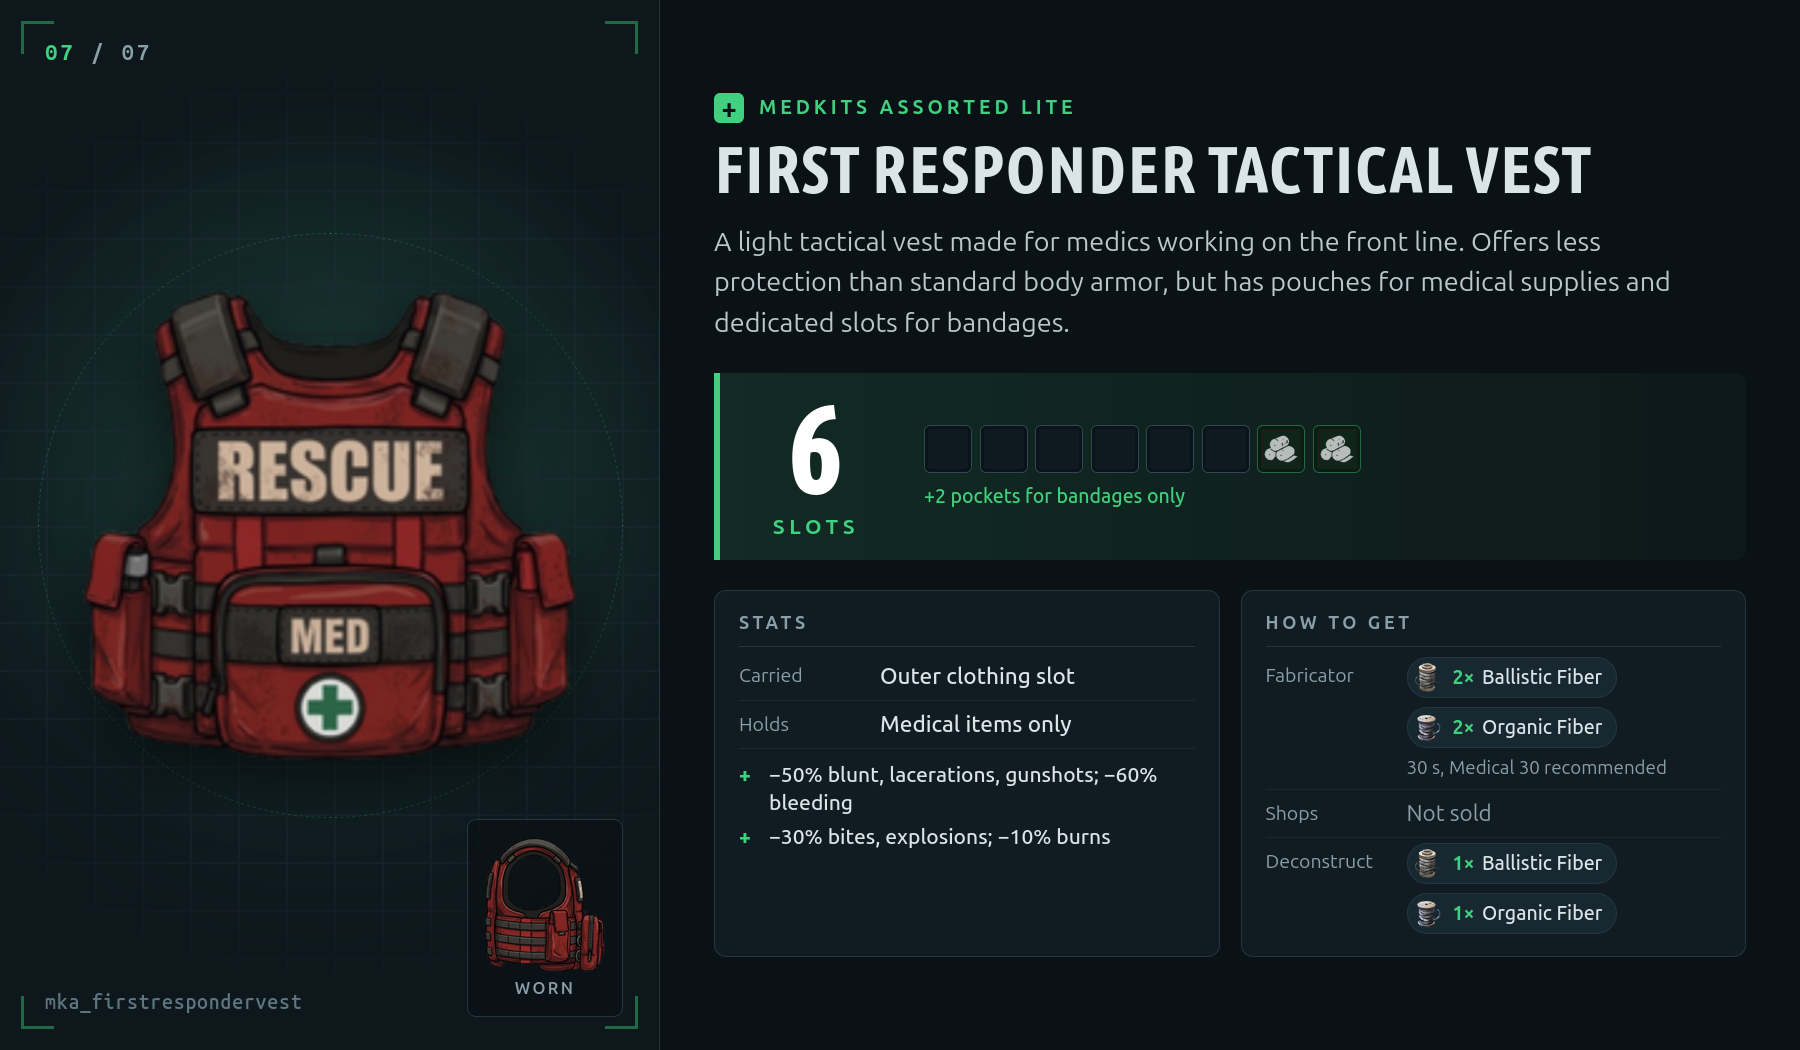 07 / 07
RESCUE
MED
WORN
mka_firstrespondervest
MEDKITS ASSORTED LITE
FIRST RESPONDER TACTICAL VEST
A light tactical vest made for medics working on the front line. Offers less
protection than standard body armor, but has pouches for medical supplies and
dedicated slots for bandages.
6
SLOTS
+2 pockets for bandages only
STATS
Carried Outer clothing slot
Holds Medical items only
+ −50% blunt, lacerations, gunshots; −60%
bleeding
+ −30% bites, explosions; −10% burns
HOW TO GET
Fabricator 2× Ballistic Fiber
2× Organic Fiber
30 s, Medical 30 recommended
Shops Not sold
Deconstruct 1× Ballistic Fiber
1× Organic Fiber